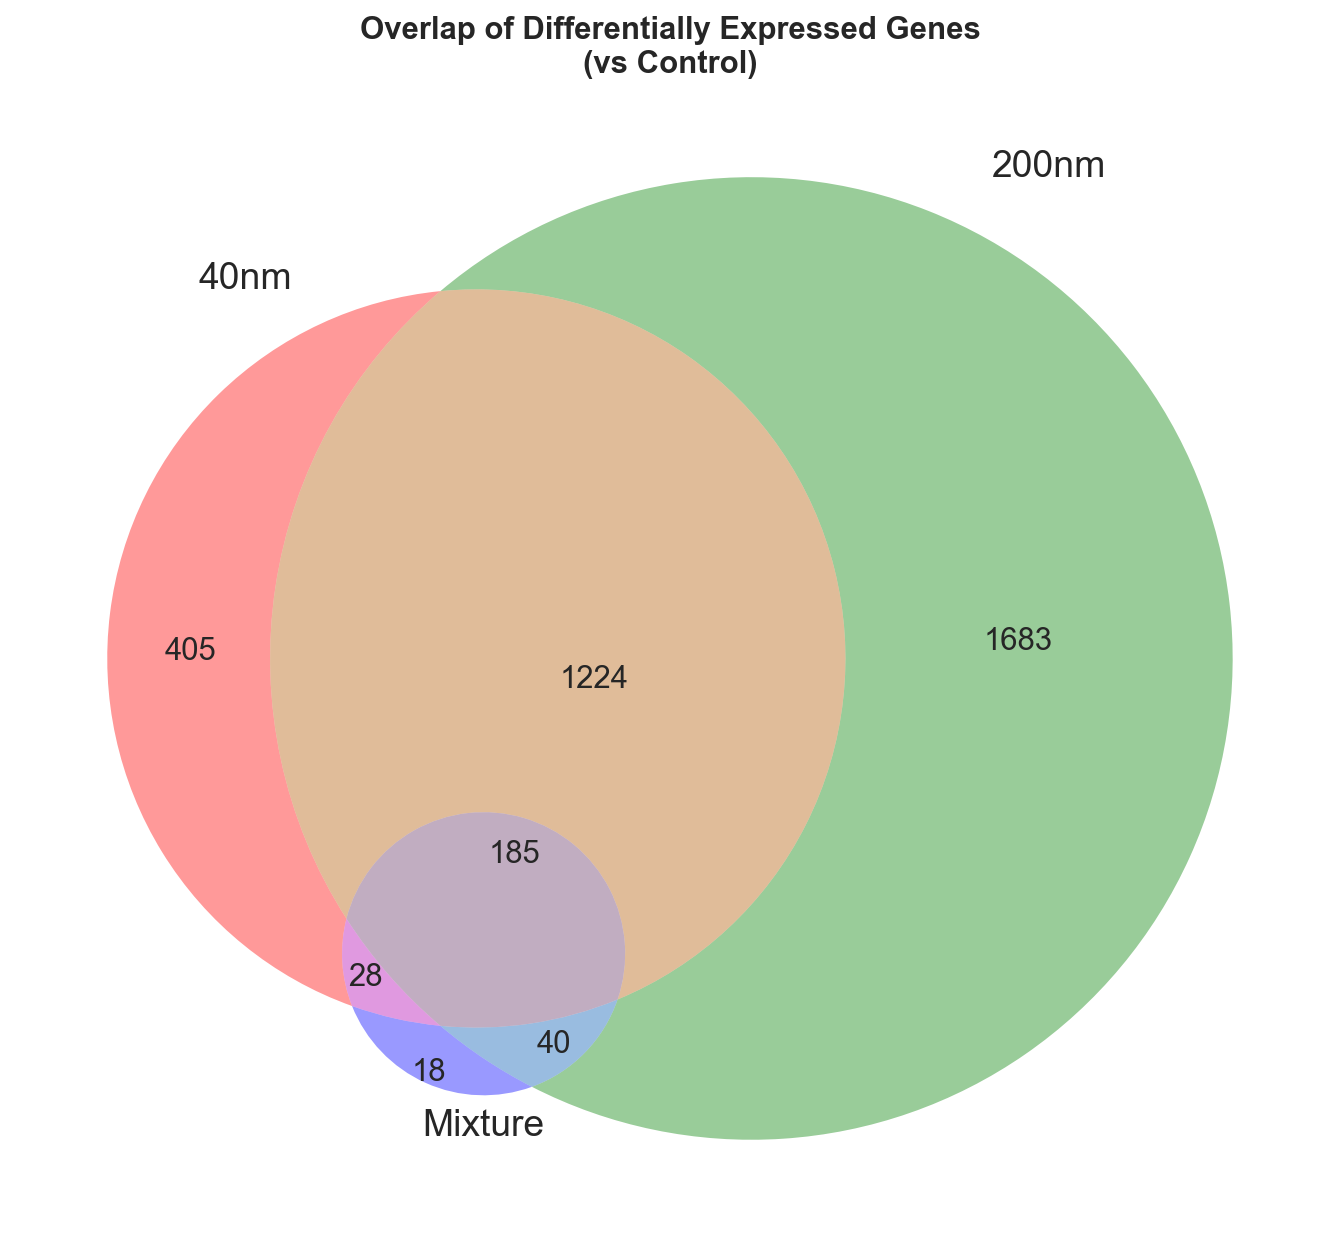 Overlap of Differentially Expressed Genes
(vs Control)
200nm
40nm
405
1683
1224
185
28
40
18
Mixture